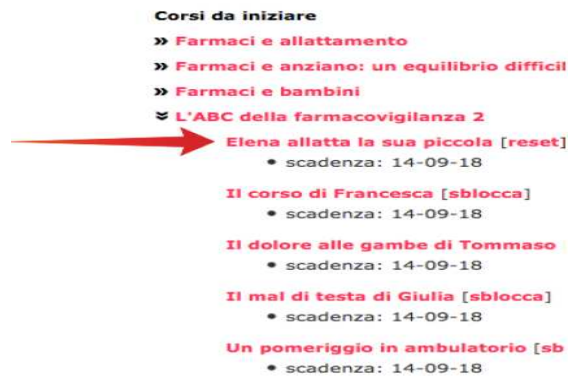 Corsi da iniziare
» Farmaci e allattamento
» Farmaci e anziano: un equilibrio difficil
» Farmaci e bambini
» L'ABC della farmacovigilanza 2
Elena allatta la sua piccola [reset]
• scadenza: 14-09-18
Il corso di Francesca [sblocca]
• scadenza: 14-09-18
Il dolore alle gambe di Tommaso
• scadenza: 14-09-18
Il mal di testa di Giulia [sblocca]
• scadenza: 14-09-18
Un pomeriggio in ambulatorio [sb
• scadenza: 14-09-18